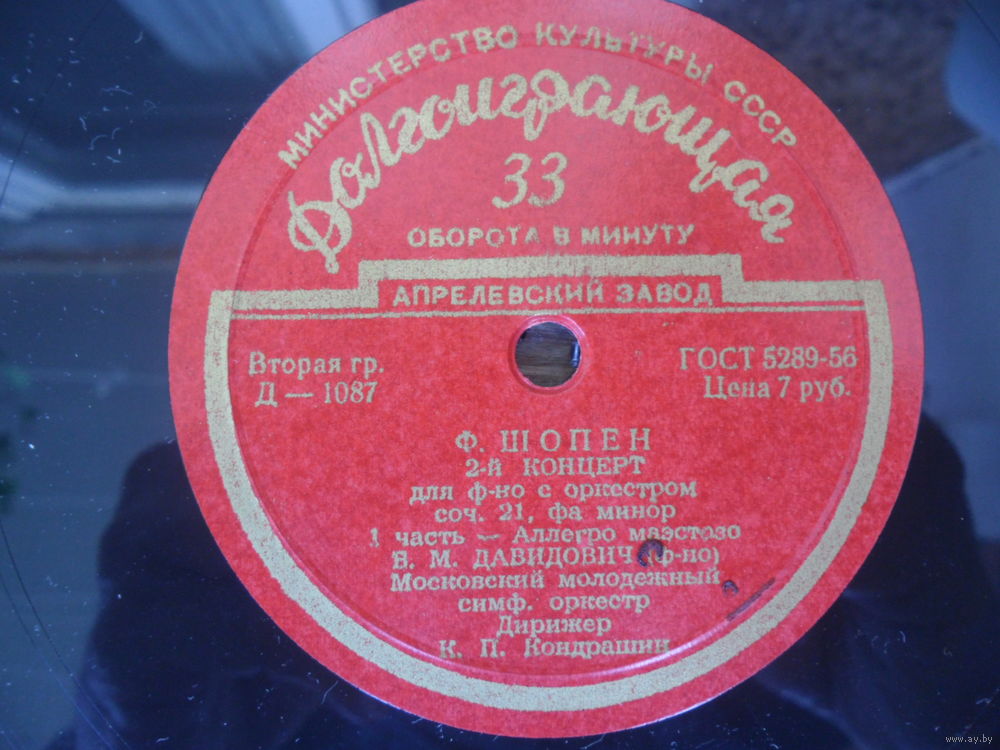 МИНИСТЕРСТВО КУЛЬТУРЫ СССР
Долгоиграющая
33
ОБОРОТА В МИНУТУ
АПРЕЛЕВСКИЙ ЗАВОД
Вторая гр.
Д — 1087
ГОСТ 5289-56
Цена 7 руб.
Ф. ШОПЕН
2-й КОНЦЕРТ
для ф-но с оркестром
соч. 21, фа минор
1 часть — Аллегро маэстозо
Б. М. ДАВИДОВИЧ (ф-но)
Московский молодежный
симф. оркестр
Дирижер
К. П. Кондрашин
www.ay.by